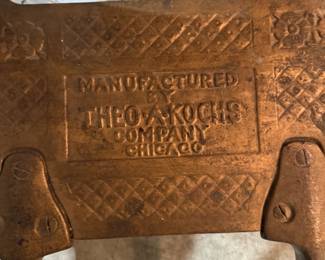 MANUFACTURED
BY
THEO·A·KOCHS
COMPANY
CHICAGO